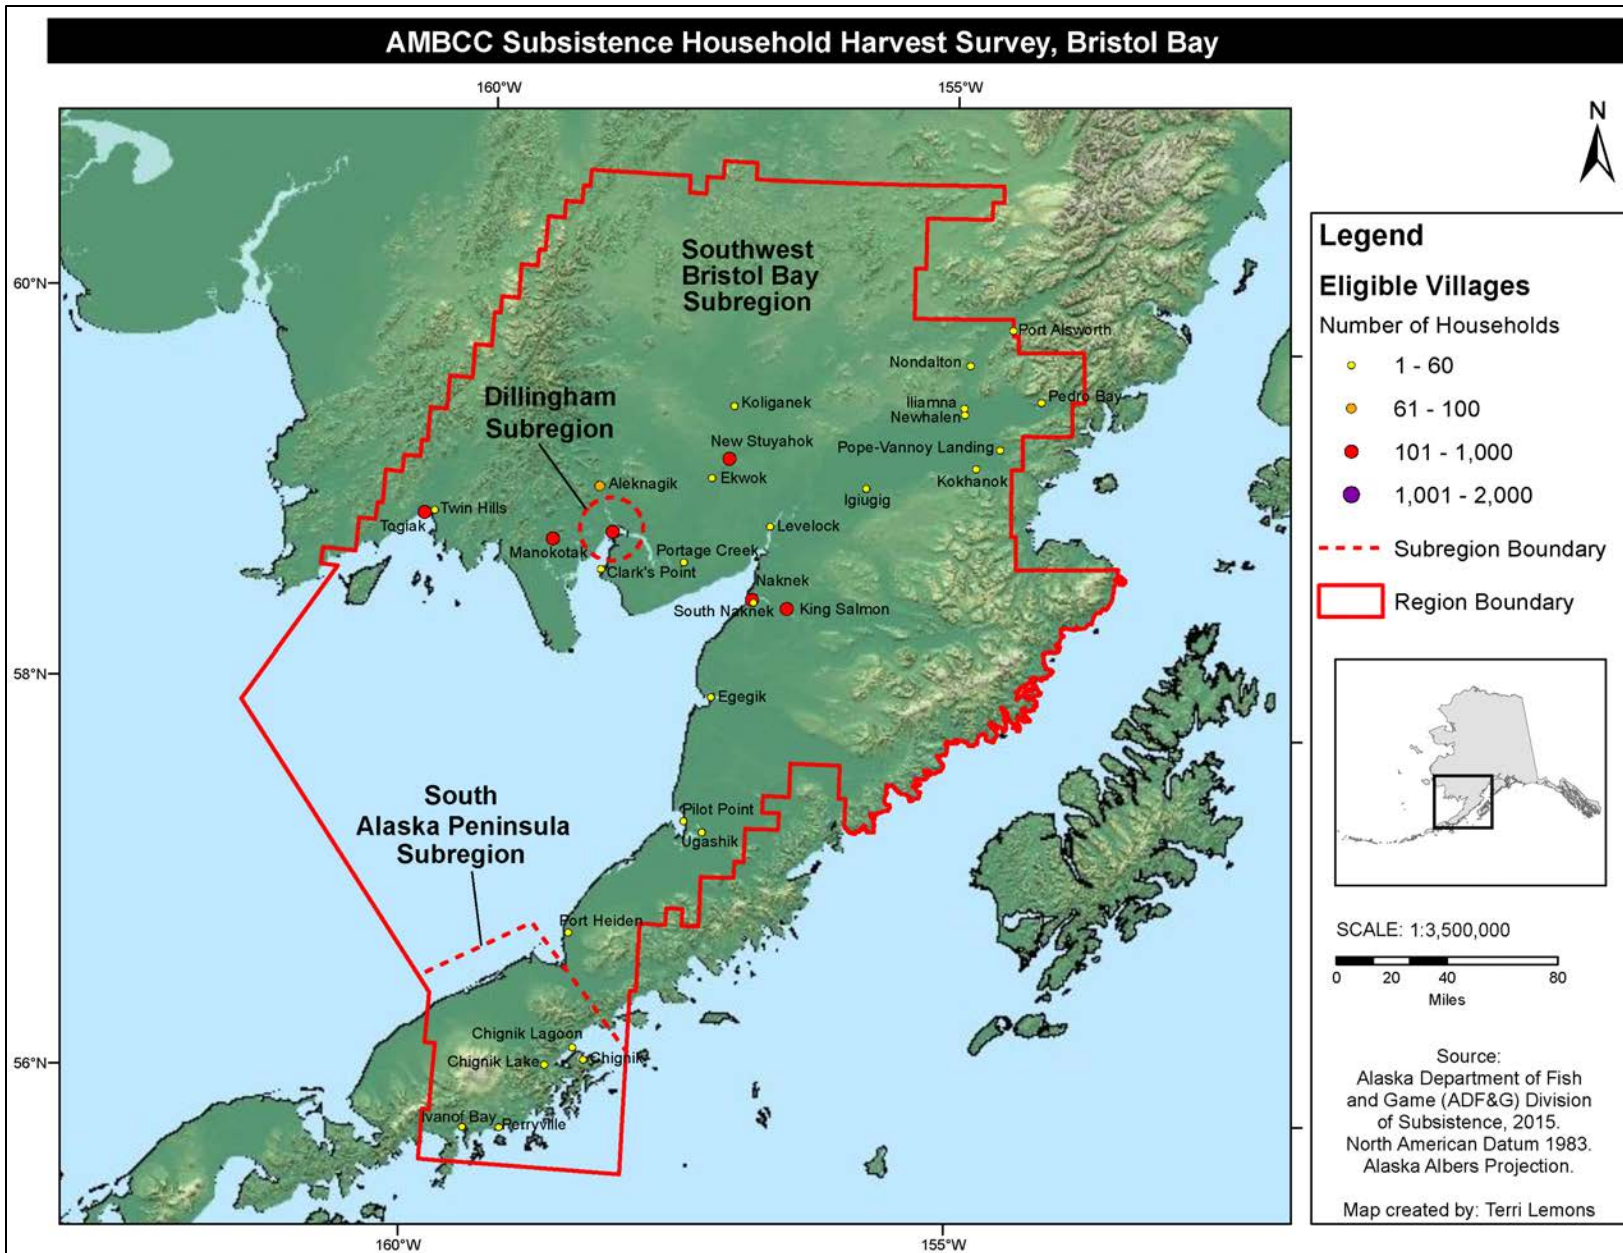 AMBCC Subsistence Household Harvest Survey, Bristol Bay
160°W
155°W
N
60°N
58°N
56°N
160°W
155°W
Southwest
Bristol Bay
Subregion
Dillingham
Subregion
South
Alaska Peninsula
Subregion
Port Alsworth
Nondalton
Iliamna
Newhalen
Pedro Bay
Koliganek
New Stuyahok
Pope-Vannoy Landing
Kokhanok
Ekwok
Igiugig
Aleknagik
Twin Hills
Togiak
Levelock
Manokotak
Portage Creek
Clark's Point
Naknek
South Naknek
King Salmon
Egegik
Pilot Point
Ugashik
Port Heiden
Chignik Lagoon
Chignik
Chignik Lake
Ivanof Bay
Perryville
Legend
Eligible Villages
Number of Households
1 - 60
61 - 100
101 - 1,000
1,001 - 2,000
Subregion Boundary
Region Boundary
SCALE: 1:3,500,000
0 20 40 80
Miles
Source:
Alaska Department of Fish
and Game (ADF&G) Division
of Subsistence, 2015.
North American Datum 1983.
Alaska Albers Projection.
Map created by: Terri Lemons